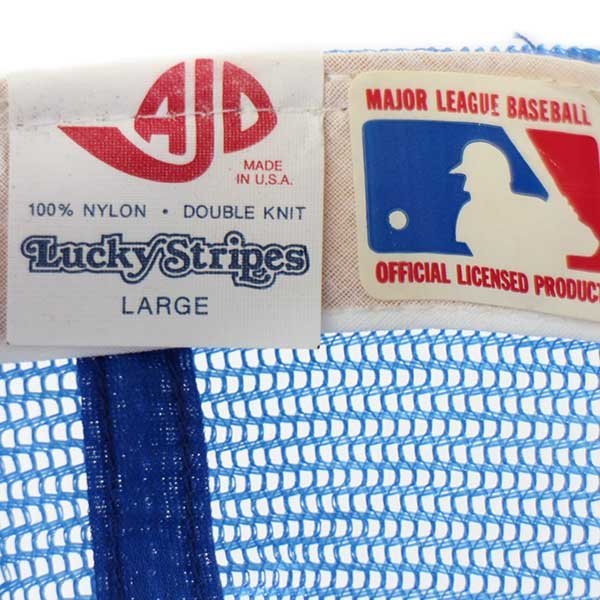 AJD
MADE
IN U.S.A.
100% NYLON • DOUBLE KNIT
Lucky Stripes
LARGE
MAJOR LEAGUE BASEBALL
OFFICIAL LICENSED PRODUCT